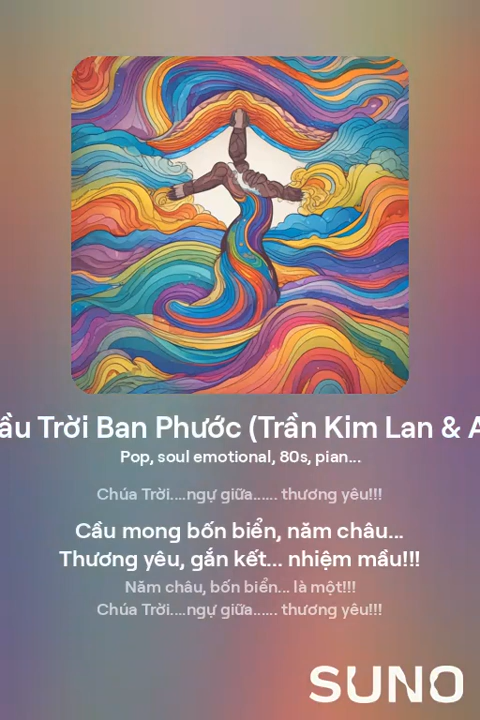 ầu Trời Ban Phước (Trần Kim Lan & A
Pop, soul emotional, 80s, pian...
Chúa Trời....ngự giữa...... thương yêu!!!
Cầu mong bốn biển, năm châu...
Thương yêu, gắn kết... nhiệm mầu!!!
Năm châu, bốn biển... là một!!!
Chúa Trời....ngự giữa...... thương yêu!!!
SUNO